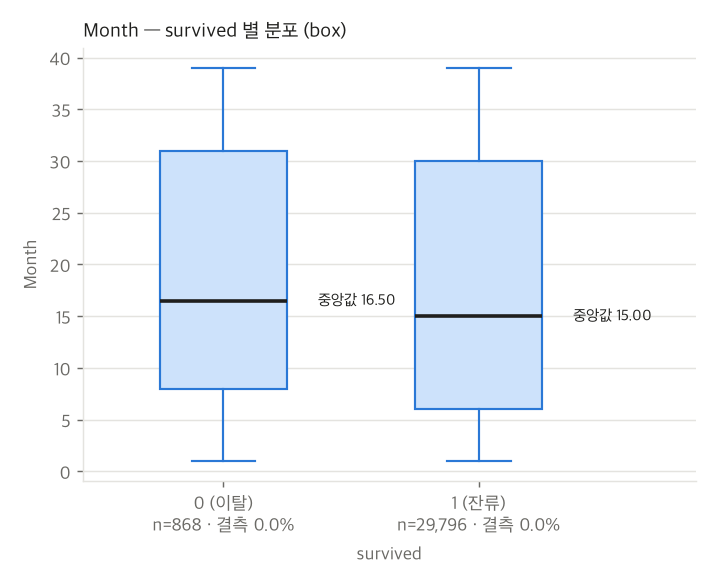 Month — survived 별 분포 (box)
40
35
30
25
20
15
10
5
0
Month
중앙값 16.50
중앙값 15.00
0 (이탈)
n=868 · 결측 0.0%
1 (잔류)
n=29,796 · 결측 0.0%
survived